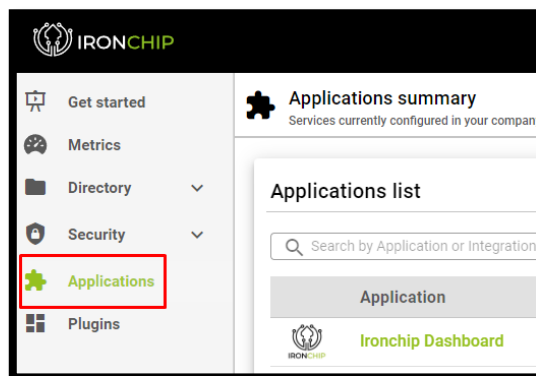 IRONCHIP
Get started
Metrics
Directory
Security
Applications
Plugins
Applications summary
Services currently configured in your compan
Applications list
Search by Application or Integration
Application
IRONCHIP
Ironchip Dashboard